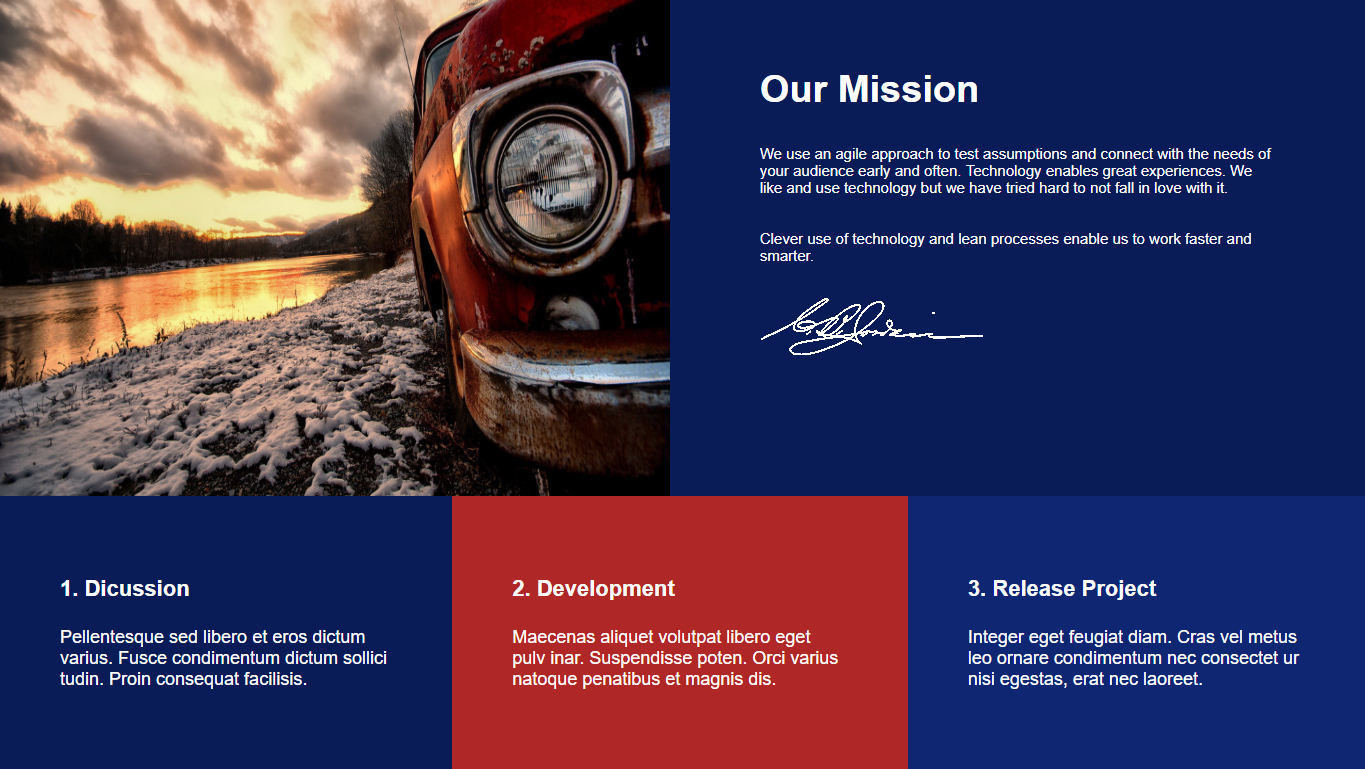 Our Mission
We use an agile approach to test assumptions and connect with the needs of
your audience early and often. Technology enables great experiences. We
like and use technology but we have tried hard to not fall in love with it.
Clever use of technology and lean processes enable us to work faster and
smarter.
1. Dicussion
Pellentesque sed libero et eros dictum
varius. Fusce condimentum dictum sollici
tudin. Proin consequat facilisis.
2. Development
Maecenas aliquet volutpat libero eget
pulv inar. Suspendisse poten. Orci varius
natoque penatibus et magnis dis.
3. Release Project
Integer eget feugiat diam. Cras vel metus
leo ornare condimentum nec consectet ur
nisi egestas, erat nec laoreet.